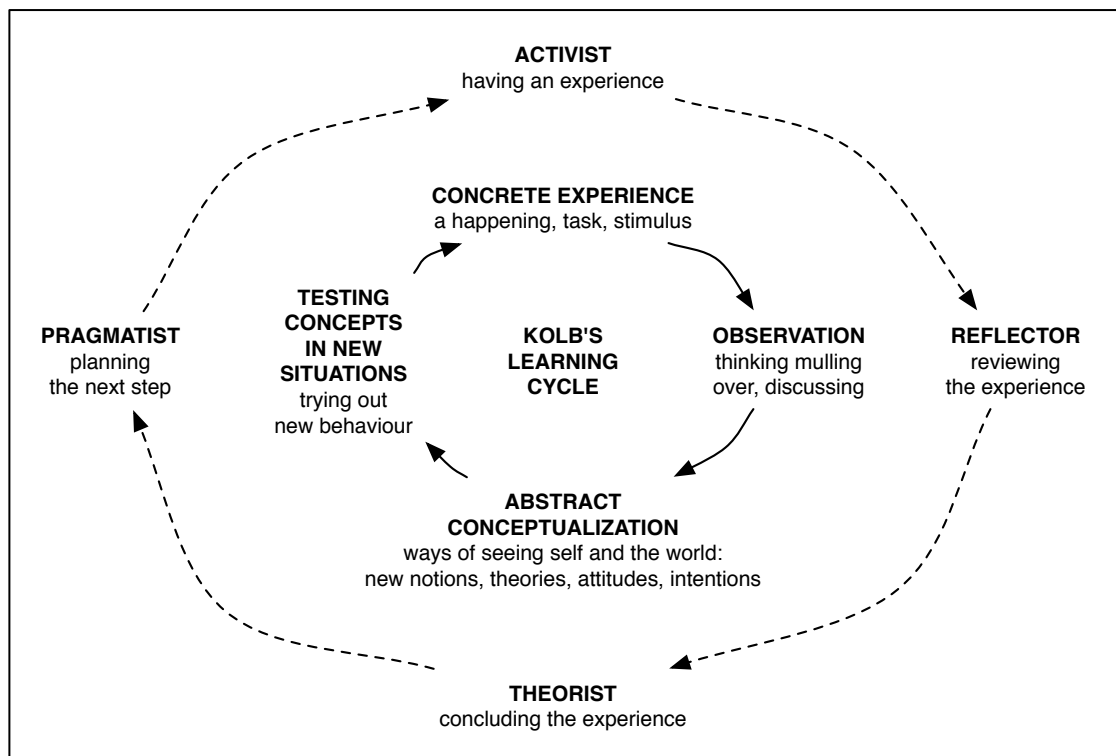 ACTIVIST
having an experience
CONCRETE EXPERIENCE
a happening, task, stimulus
TESTING
CONCEPTS
IN NEW
SITUATIONS
trying out
new behaviour
PRAGMATIST
planning
the next step
KOLB'S
LEARNING
CYCLE
OBSERVATION
thinking mulling
over, discussing
REFLECTOR
reviewing
the experience
ABSTRACT
CONCEPTUALIZATION
ways of seeing self and the world:
new notions, theories, attitudes, intentions
THEORIST
concluding the experience